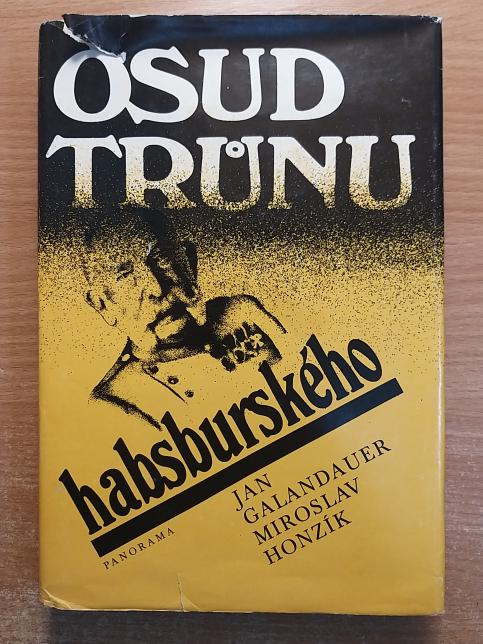 OSUD
TRŮNU
habsburského
JAN
GALANDAUER
MIROSLAV
HONZÍK
PANORAMA